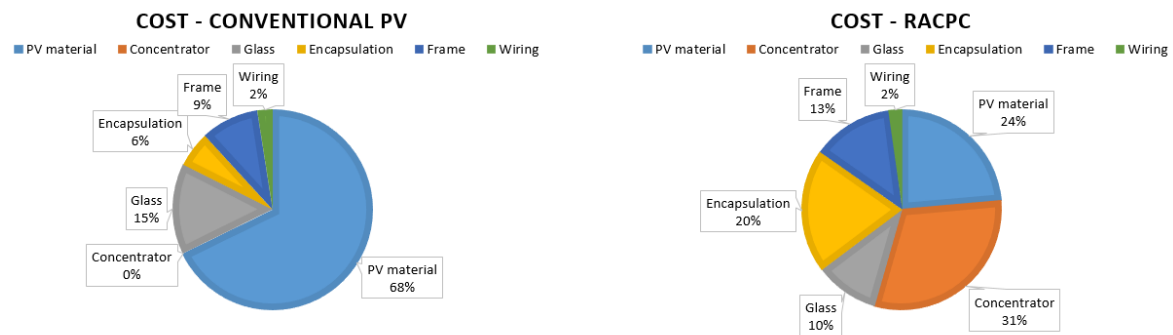 COST - CONVENTIONAL PV
PV material Concentrator Glass Encapsulation Frame Wiring
Wiring
2%
Frame
9%
Encapsulation
6%
Glass
15%
Concentrator
0%
PV material
68%
COST - RACPC
PV material Concentrator Glass Encapsulation Frame Wiring
Wiring
2%
Frame
13%
PV material
24%
Encapsulation
20%
Glass
10%
Concentrator
31%